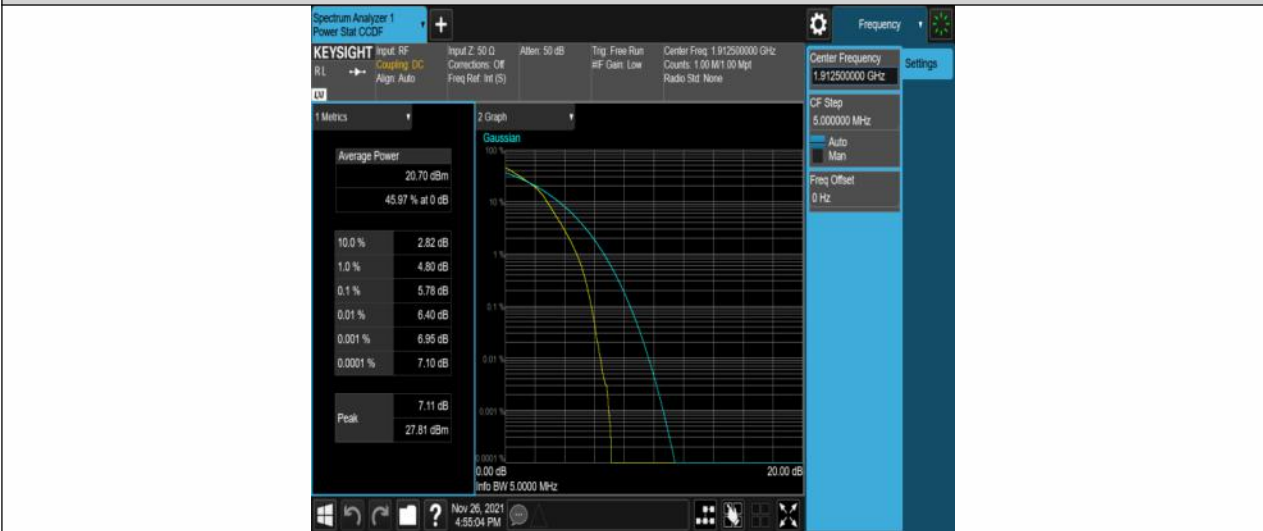 Spectrum Analyzer 1
Power Stat CCDF
Frequency
KEYSIGHT
R L
LV
Input: RF
Coupling: DC
Align: Auto
Input Z: 50 Ω
Corrections: Off
Freq Ref: Int (S)
Atten: 50 dB
Trig: Free Run
#IF Gain: Low
Center Freq: 1.912500000 GHz
Counts: 1.00 M/1.00 Mpt
Radio Std: None
Center Frequency
1.912500000 GHz
Settings
CF Step
5.000000 MHz
Auto
Man
Freq Offset
0 Hz
1 Metrics
Average Power
20.70 dBm
45.97 % at 0 dB
10.0 % 2.82 dB
1.0 % 4.80 dB
0.1 % 5.78 dB
0.01 % 6.40 dB
0.001 % 6.95 dB
0.0001 % 7.10 dB
Peak
7.11 dB
27.81 dBm
2 Graph
Gaussian
100 %
10 %
1 %
0.1 %
0.01 %
0.001 %
0.0001 %
0.00 dB
20.00 dB
Info BW 5.0000 MHz
?
Nov 26, 2021
4:55:04 PM